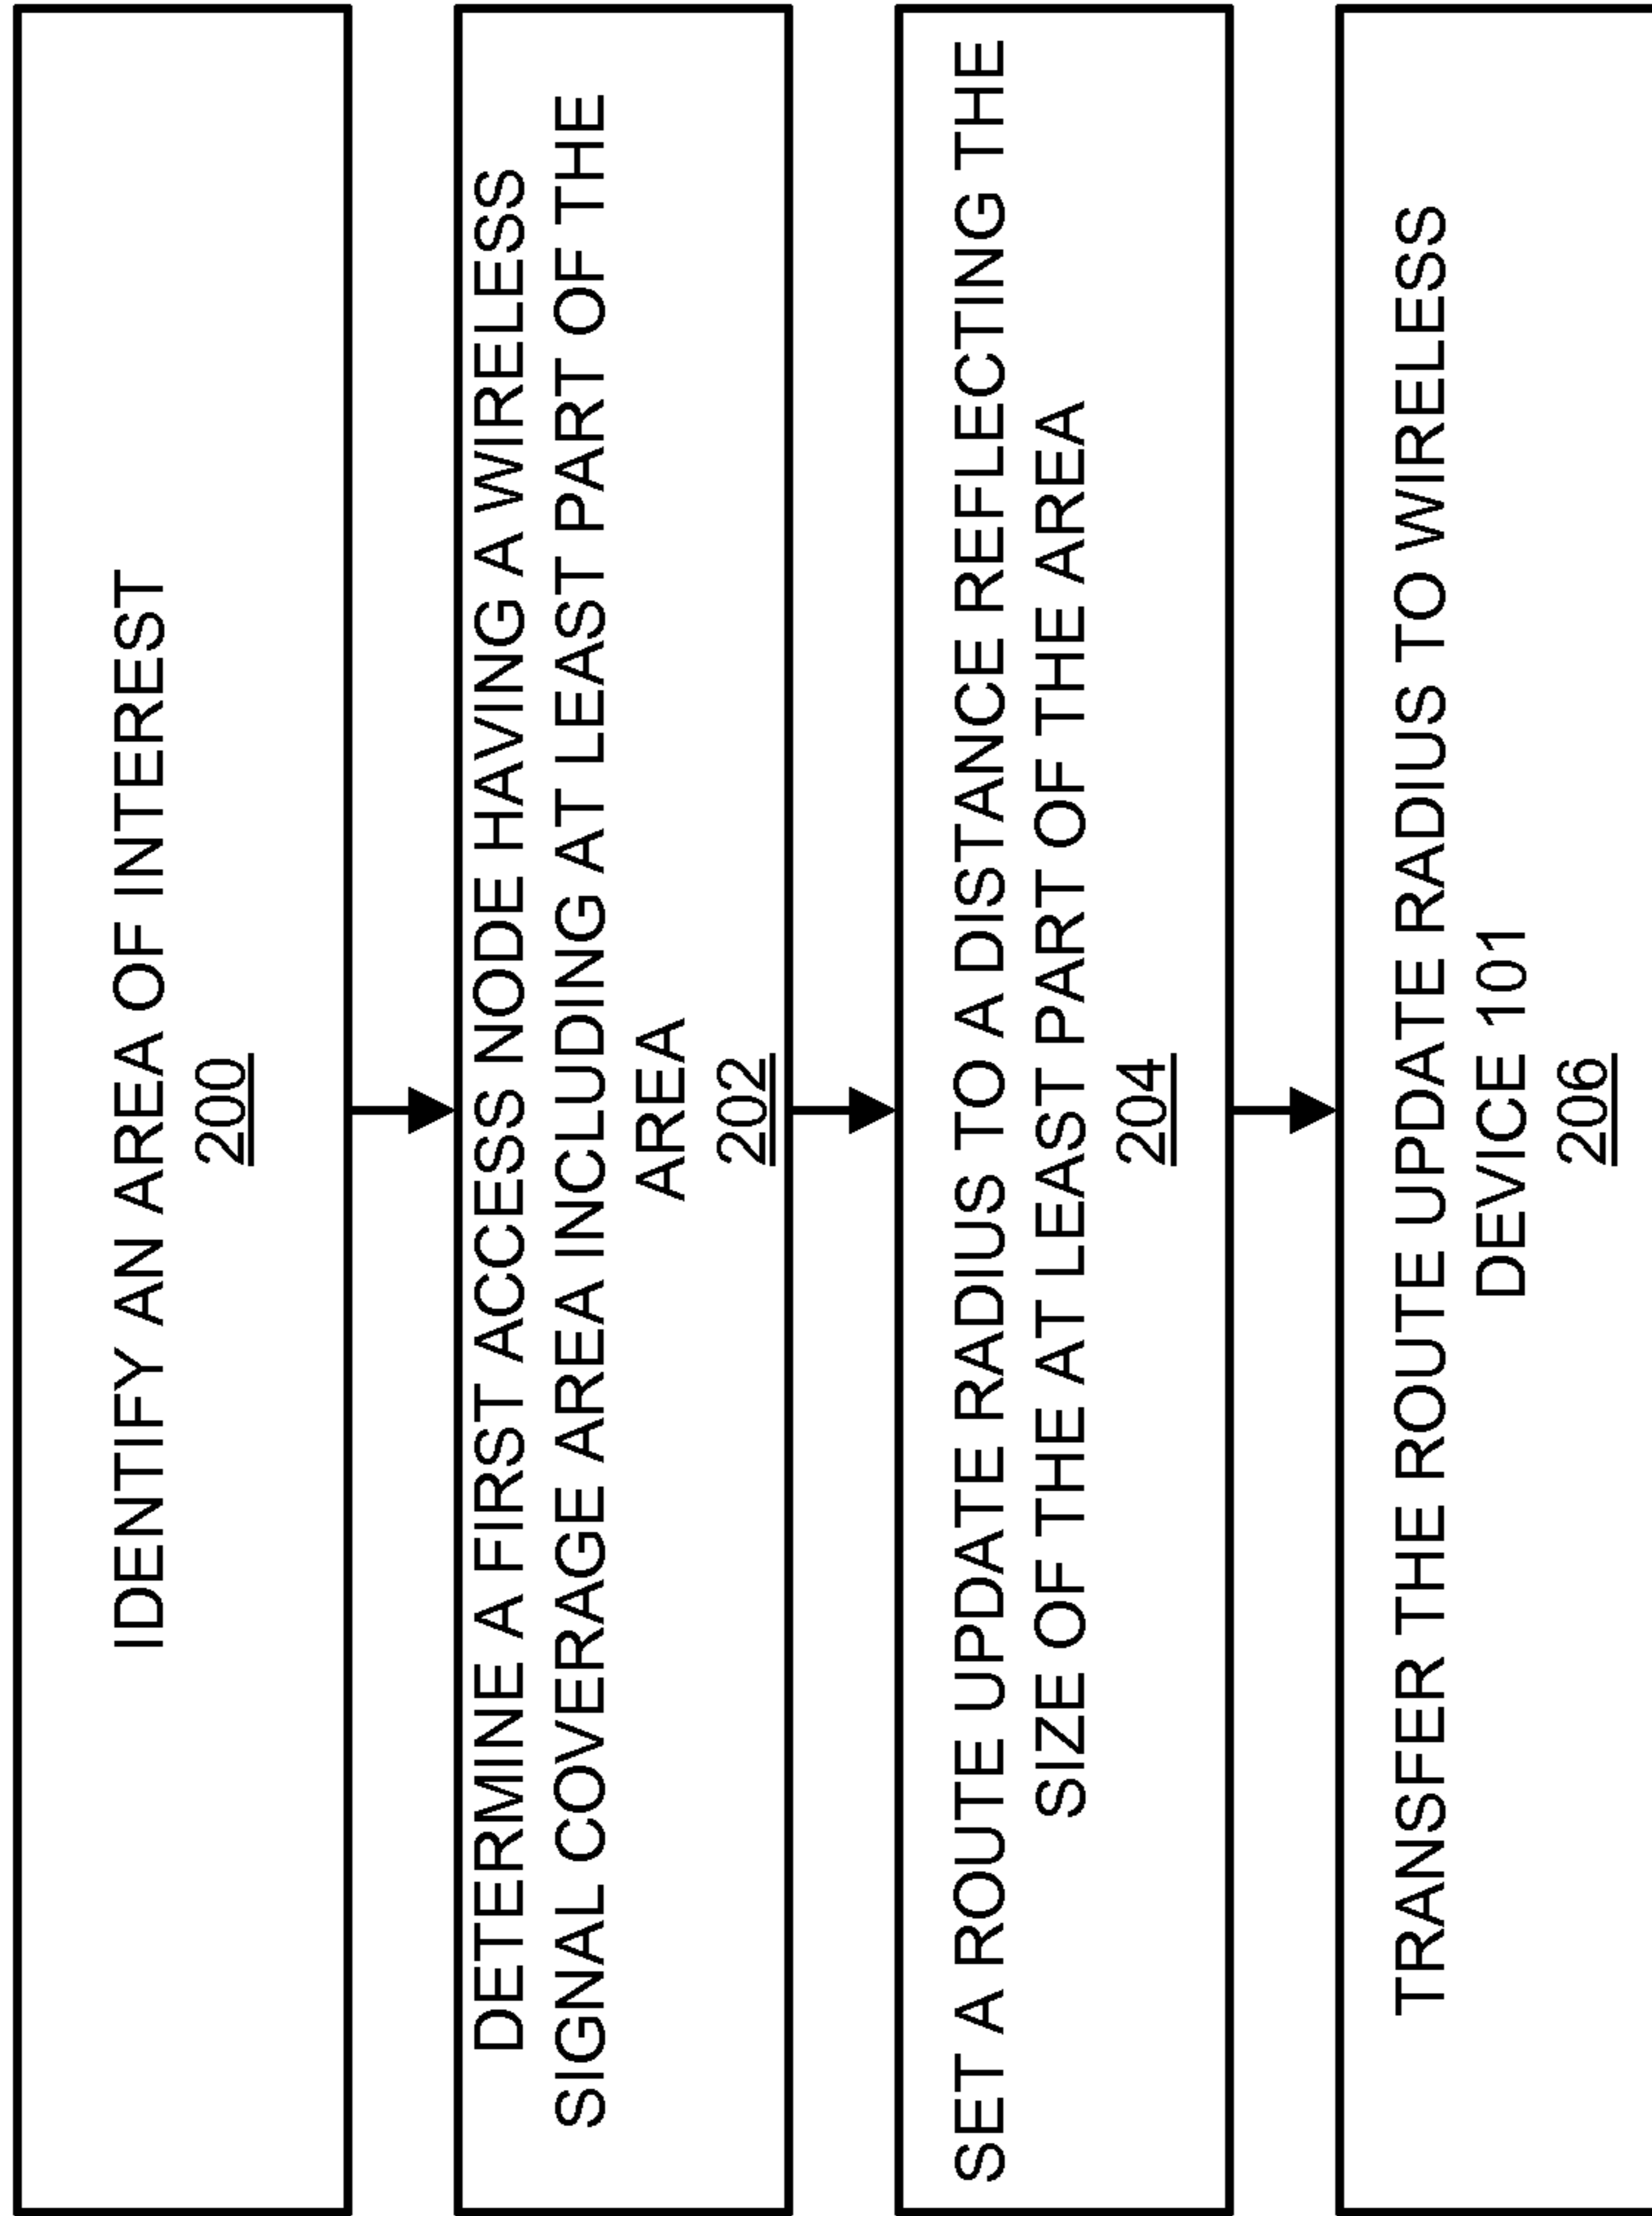 IDENTIFY AN AREA OF INTEREST
200
DETERMINE A FIRST ACCESS NODE HAVING A WIRELESS
SIGNAL COVERAGE AREA INCLUDING AT LEAST PART OF THE
AREA
202
SET A ROUTE UPDATE RADIUS TO A DISTANCE REFLECTING THE
SIZE OF THE AT LEAST PART OF THE AREA
204
TRANSFER THE ROUTE UPDATE RADIUS TO WIRELESS
DEVICE 101
206